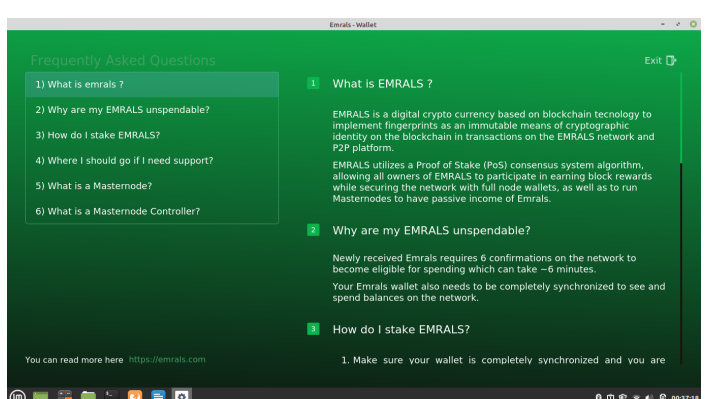 Emrals - Wallet
Frequently Asked Questions
Exit
1) What is emrals ?
2) Why are my EMRALS unspendable?
3) How do I stake EMRALS?
4) Where I should go if I need support?
5) What is a Masternode?
6) What is a Masternode Controller?
1 What is EMRALS ?
EMRALS is a digital crypto currency based on blockchain tecnology to
implement fingerprints as an immutable means of cryptographic
identity on the blockchain in transactions on the EMRALS network and
P2P platform.
EMRALS utilizes a Proof of Stake (PoS) consensus system algorithm,
allowing all owners of EMRALS to participate in earning block rewards
while securing the network with full node wallets, as well as to run
Masternodes to have passive income of Emrals.
2 Why are my EMRALS unspendable?
Newly received Emrals requires 6 confirmations on the network to
become eligible for spending which can take ~6 minutes.
Your Emrals wallet also needs to be completely synchronized to see and
spend balances on the network.
3 How do I stake EMRALS?
1. Make sure your wallet is completely synchronized and you are
You can read more here https://emrals.com
00:37:18